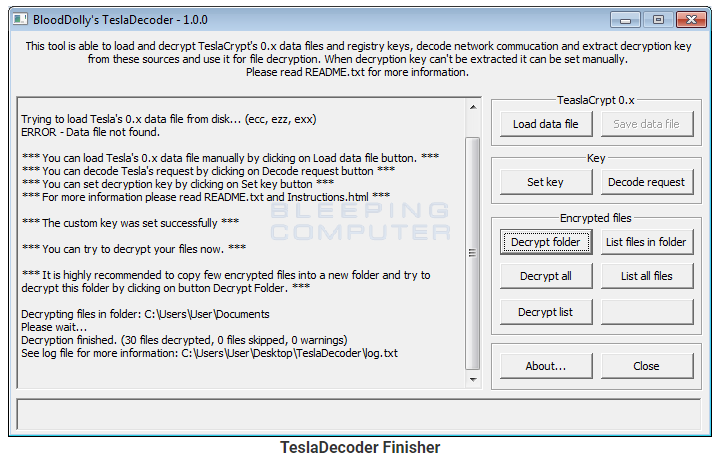 BloodDolly's TeslaDecoder - 1.0.0
This tool is able to load and decrypt TeslaCrypt's 0.x data files and registry keys, decode network commucation and extract decryption key
from these sources and use it for file decryption. When decryption key can't be extracted it can be set manually.
Please read README.txt for more information.
Trying to load Tesla's 0.x data file from disk... (ecc, ezz, exx)
ERROR - Data file not found.
*** You can load Tesla's 0.x data file manually by clicking on Load data file button. ***
*** You can decode Tesla's request by clicking on Decode request button ***
*** You can set decryption key by clicking on Set key button ***
*** For more information please read README.txt and Instructions.html ***
*** The custom key was set successfully ***
*** You can try to decrypt your files now. ***
*** It is highly recommended to copy few encrypted files into a new folder and try to
decrypt this folder by clicking on button Decrypt Folder. ***
Decrypting files in folder: C:\Users\User\Documents
Please wait...
Decryption finished. (30 files decrypted, 0 files skipped, 0 warnings)
See log file for more information: C:\Users\User\Desktop\TeslaDecoder\log.txt
BLEEPING
COMPUTER
TeaslaCrypt 0.x
Load data file
Save data file
Key
Set key
Decode request
Encrypted files
Decrypt folder
List files in folder
Decrypt all
List all files
Decrypt list
About...
Close
TeslaDecoder Finisher